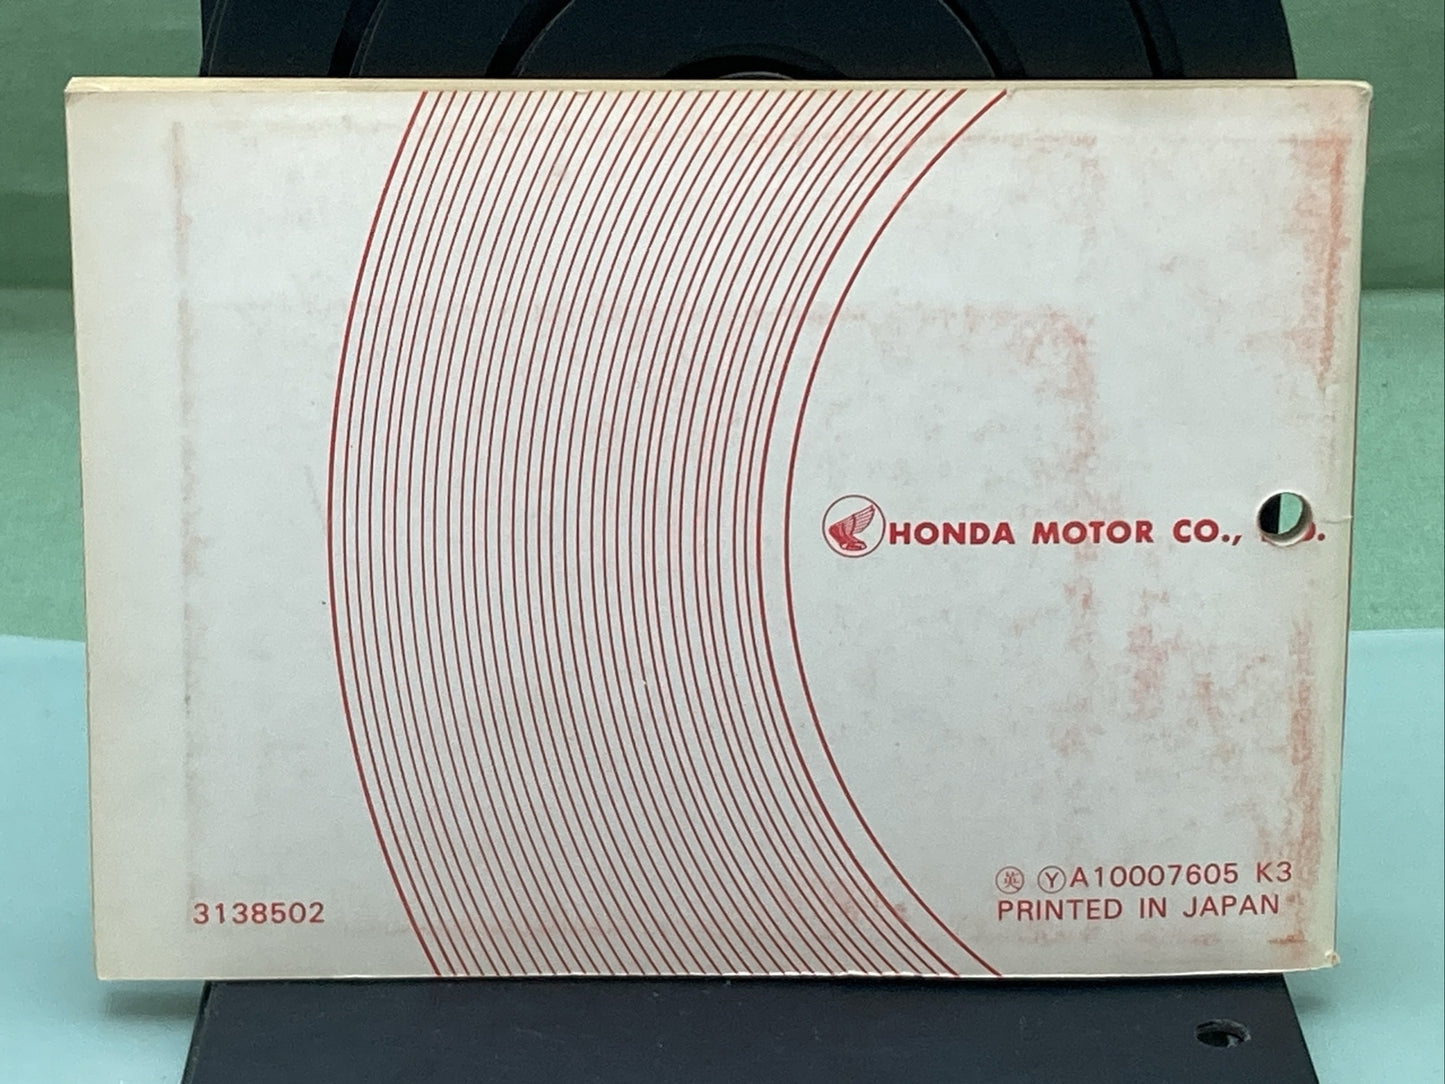 HONDA MOTOR CO.,
英 Y A10007605 K3
PRINTED IN JAPAN
3138502